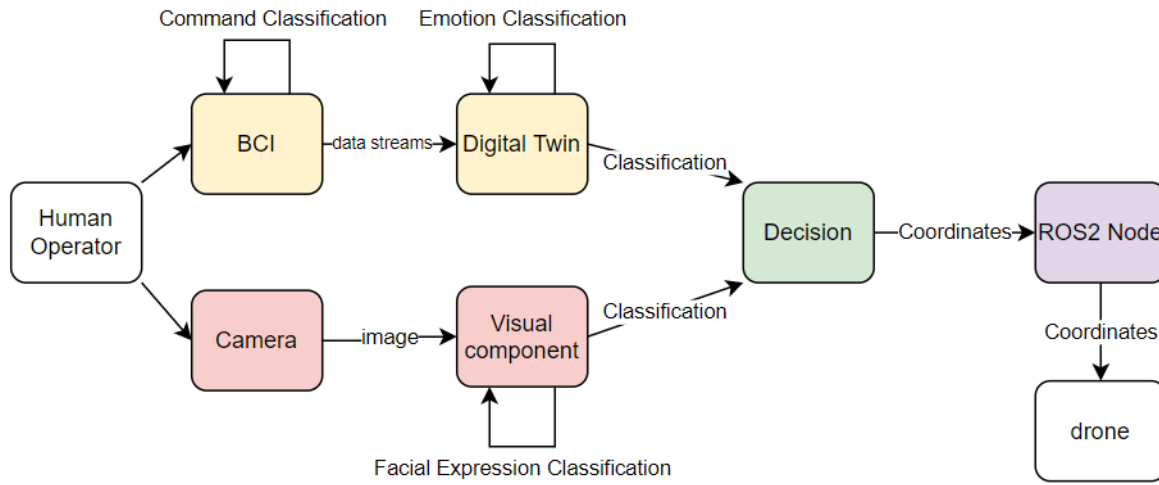 Command Classification
Emotion Classification
BCI
data streams
Digital Twin
Classification
Human
Operator
Decision
Coordinates
ROS2 Node
Camera
image
Visual
component
Classification
Coordinates
drone
Facial Expression Classification